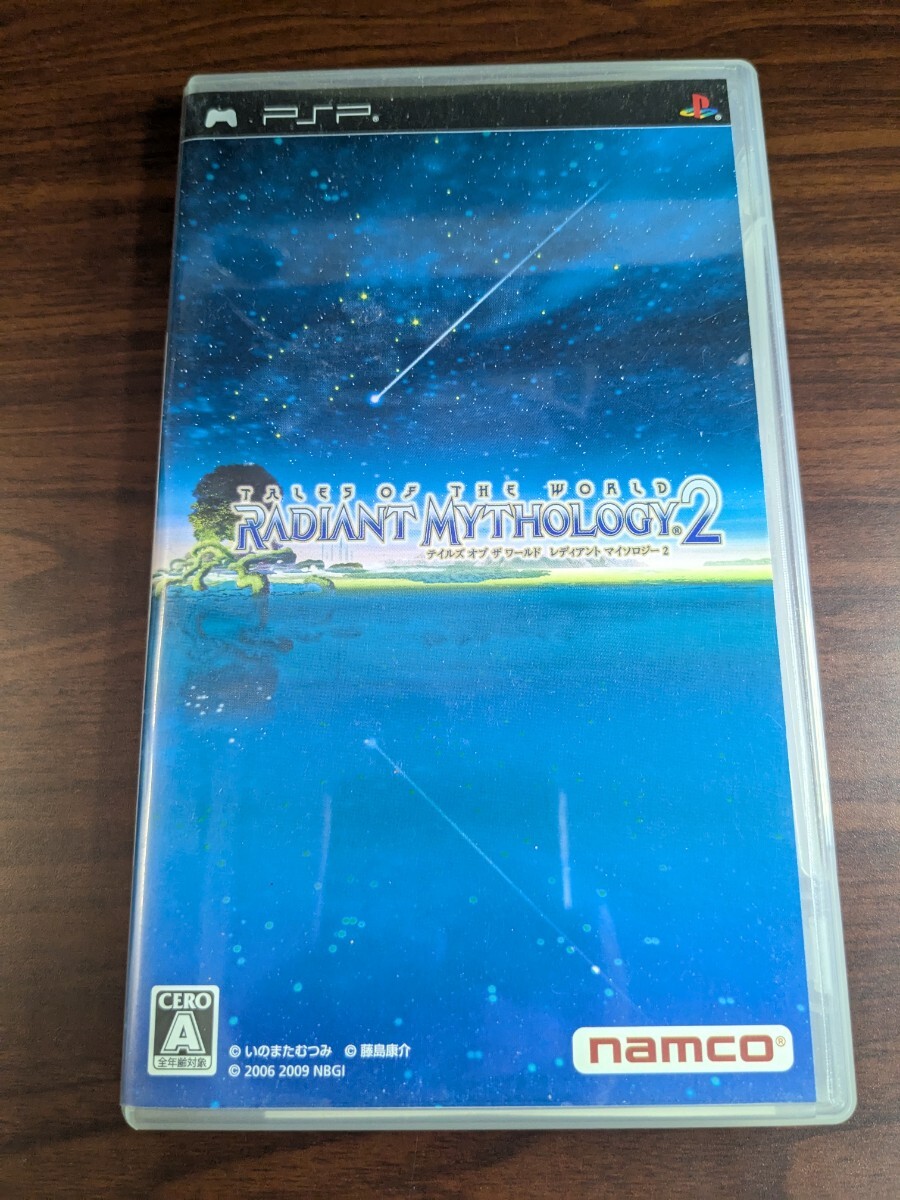 PSP®
TALES OF THE WORLD
RADIANT MYTHOLOGY®2
テイルズ オブ ザ ワールド レディアント マイソロジー 2
CERO
A
全年齢対象
© いのまたむつみ © 藤島康介
© 2006 2009 NBGI
namco®